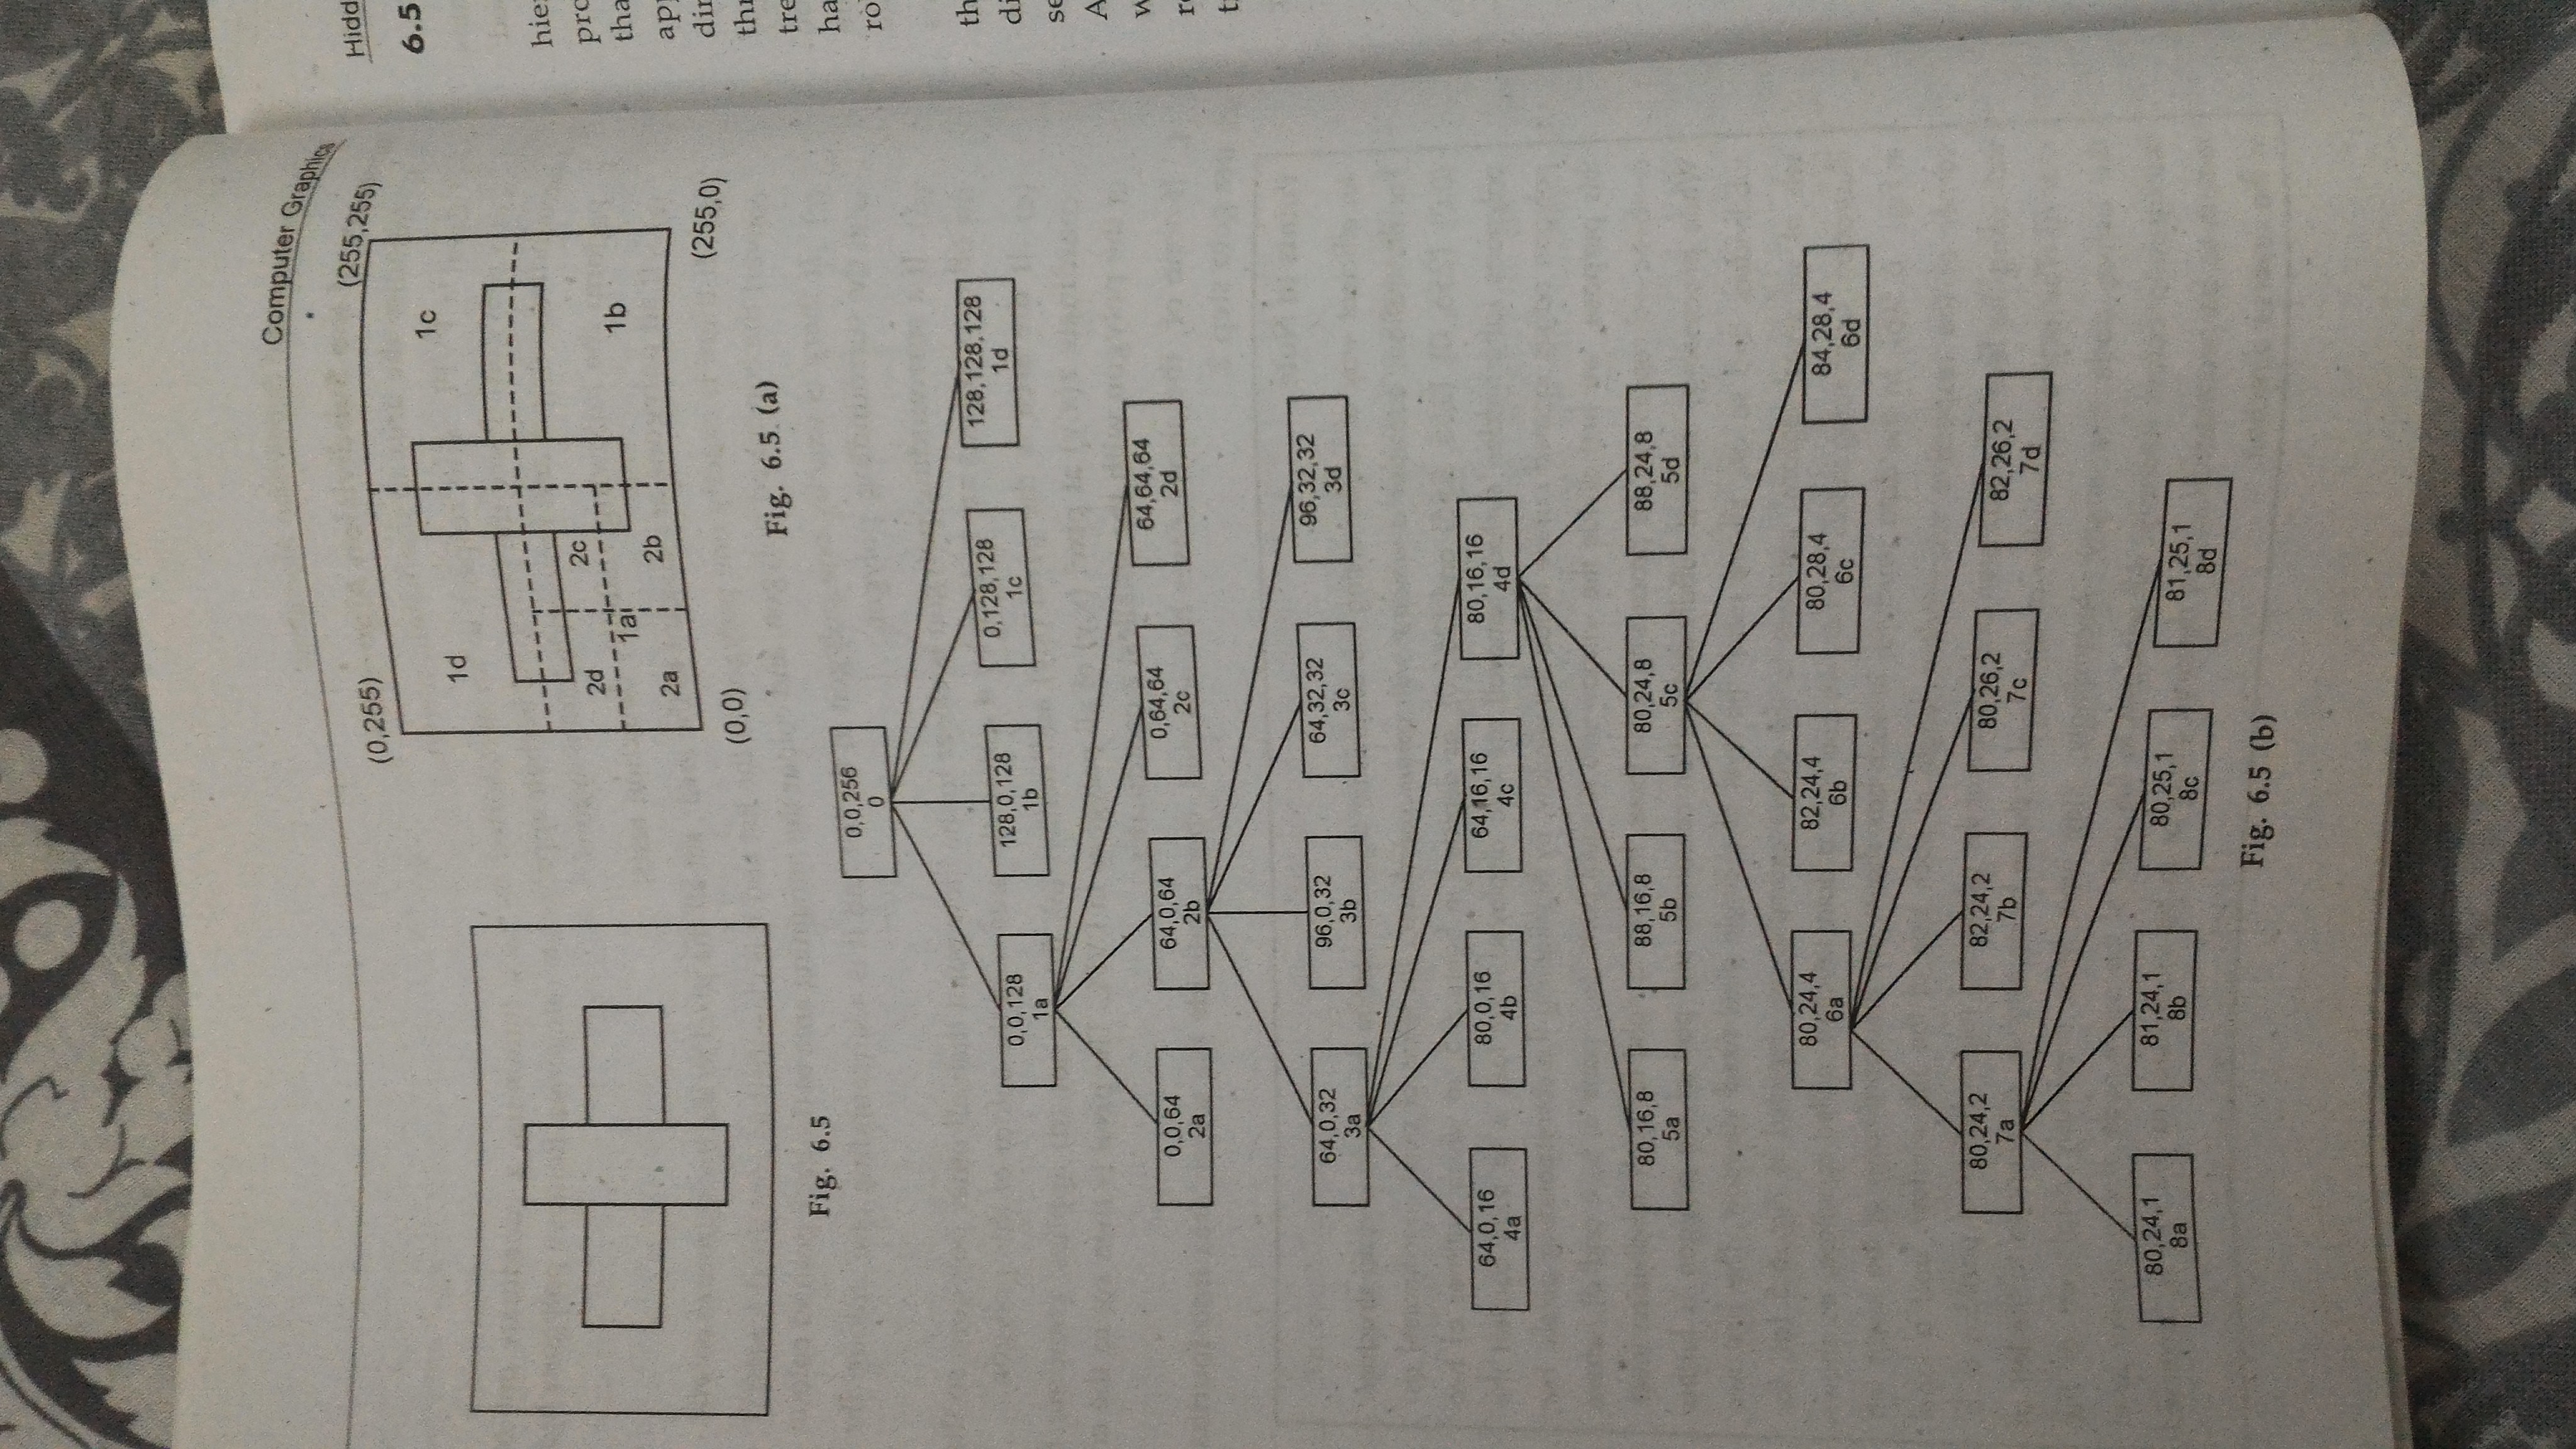 Computer Graphics
(0,255)
(255,255)
1d
1c
2d
2c
1a
1b
2a
2b
(0,0)
(255,0)
Fig. 6.5
Fig. 6.5 (a)
0,0,256
0
0,0,128
1a
128,0,128
1b
0,128,128
1c
128,128,128
1d
0,0,64
2a
64,0,64
2b
0,64,64
2c
64,64,64
2d
64,0,32
3a
96,0,32
3b
64,32,32
3c
96,32,32
3d
64,0,16
4a
80,0,16
4b
64,16,16
4c
80,16,16
4d
80,16,8
5a
88,16,8
5b
80,24,8
5c
88,24,8
5d
80,24,4
6a
82,24,4
6b
80,28,4
6c
84,28,4
6d
80,24,2
7a
82,24,2
7b
80,26,2
7c
82,26,2
7d
80,24,1
8a
81,24,1
8b
80,25,1
8c
81,25,1
8d
Fig. 6.5 (b)
Hidd
6.5
hie
pro
tha
app
dir
thr
tre
ha
ro
th
di
se
A
w
r
t